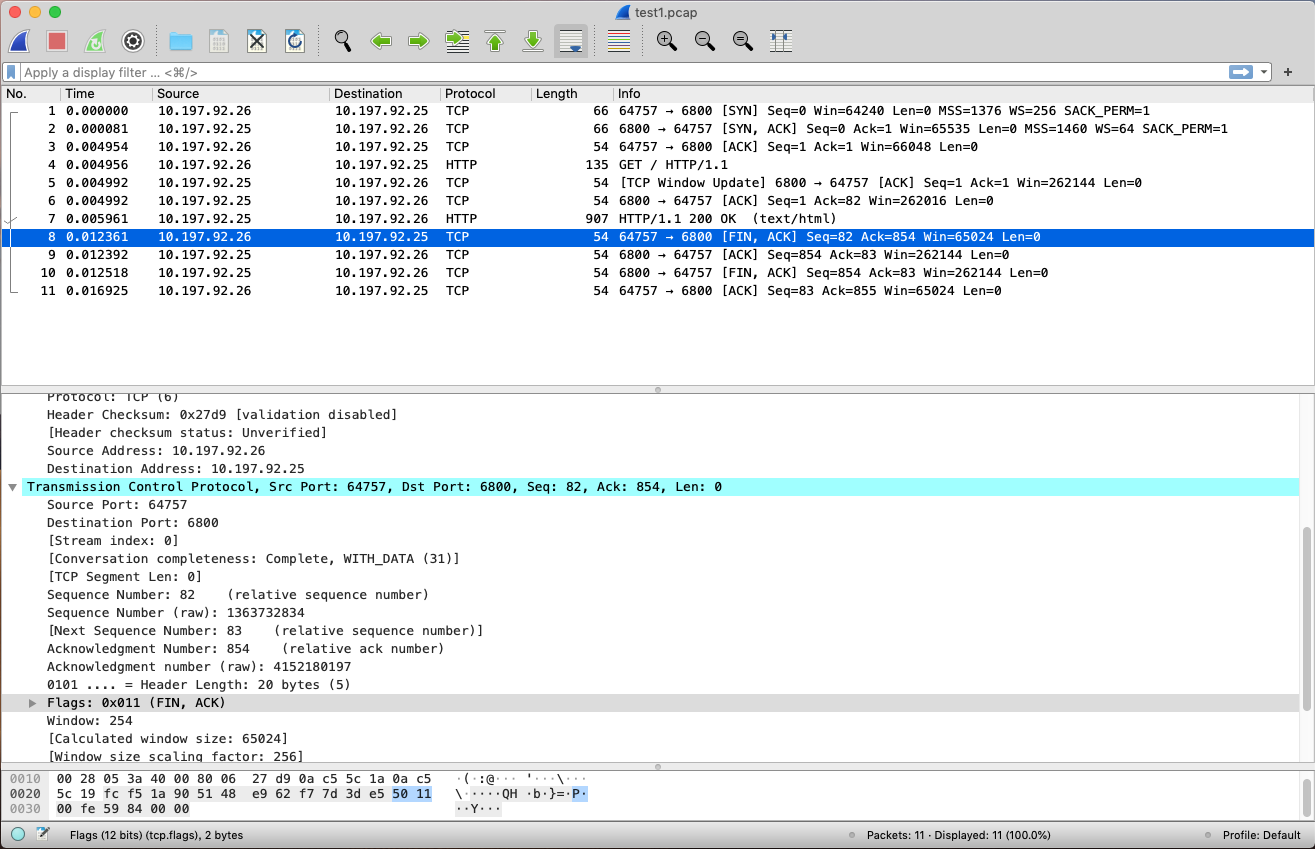 test1.pcap
Apply a display filter ... <⌘/>
No. Time Source Destination Protocol Length Info
1 0.000000 10.197.92.26 10.197.92.25 TCP 66 64757 → 6800 [SYN] Seq=0 Win=64240 Len=0 MSS=1376 WS=256 SACK_PERM=1
2 0.000081 10.197.92.25 10.197.92.26 TCP 66 6800 → 64757 [SYN, ACK] Seq=0 Ack=1 Win=65535 Len=0 MSS=1460 WS=64 SACK_PERM=1
3 0.004954 10.197.92.26 10.197.92.25 TCP 54 64757 → 6800 [ACK] Seq=1 Ack=1 Win=66048 Len=0
4 0.004956 10.197.92.26 10.197.92.25 HTTP 135 GET / HTTP/1.1
5 0.004992 10.197.92.25 10.197.92.26 TCP 54 [TCP Window Update] 6800 → 64757 [ACK] Seq=1 Ack=1 Win=262144 Len=0
6 0.004992 10.197.92.25 10.197.92.26 TCP 54 6800 → 64757 [ACK] Seq=1 Ack=82 Win=262016 Len=0
7 0.005961 10.197.92.25 10.197.92.26 HTTP 907 HTTP/1.1 200 OK (text/html)
8 0.012361 10.197.92.26 10.197.92.25 TCP 54 64757 → 6800 [FIN, ACK] Seq=82 Ack=854 Win=65024 Len=0
9 0.012392 10.197.92.25 10.197.92.26 TCP 54 6800 → 64757 [ACK] Seq=854 Ack=83 Win=262144 Len=0
10 0.012518 10.197.92.25 10.197.92.26 TCP 54 6800 → 64757 [FIN, ACK] Seq=854 Ack=83 Win=262144 Len=0
11 0.016925 10.197.92.26 10.197.92.25 TCP 54 64757 → 6800 [ACK] Seq=83 Ack=855 Win=65024 Len=0
Protocol: TCP (6)
Header Checksum: 0x27d9 [validation disabled]
[Header checksum status: Unverified]
Source Address: 10.197.92.26
Destination Address: 10.197.92.25
Transmission Control Protocol, Src Port: 64757, Dst Port: 6800, Seq: 82, Ack: 854, Len: 0
Source Port: 64757
Destination Port: 6800
[Stream index: 0]
[Conversation completeness: Complete, WITH_DATA (31)]
[TCP Segment Len: 0]
Sequence Number: 82 (relative sequence number)
Sequence Number (raw): 1363732834
[Next Sequence Number: 83 (relative sequence number)]
Acknowledgment Number: 854 (relative ack number)
Acknowledgment number (raw): 4152180197
0101 .... = Header Length: 20 bytes (5)
Flags: 0x011 (FIN, ACK)
Window: 254
[Calculated window size: 65024]
[Window size scaling factor: 256]
0010 00 28 05 3a 40 00 80 06 27 d9 0a c5 5c 1a 0a c5 ·(·:@··· '···\···
0020 5c 19 fc f5 1a 90 51 48 e9 62 f7 7d 3d e5 50 11 \·····QH ·b·}=·P·
0030 00 fe 59 84 00 00 ··Y···
Flags (12 bits) (tcp.flags), 2 bytes
Packets: 11 · Displayed: 11 (100.0%)
Profile: Default